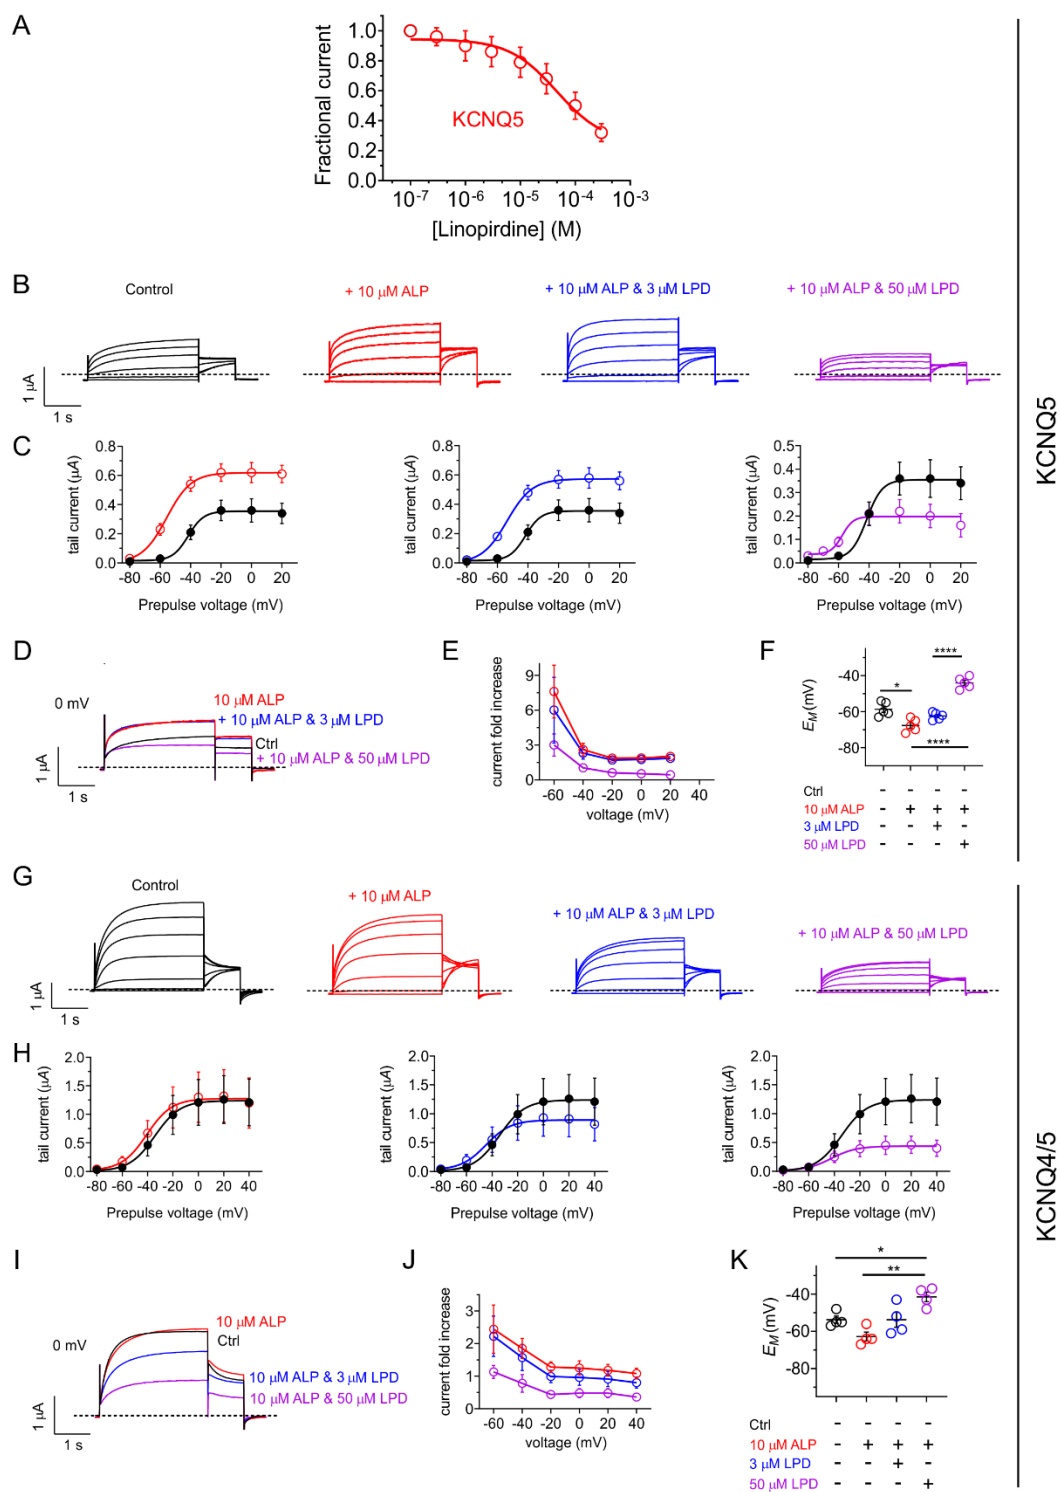 A
Fractional current
1.0
0.8
0.6
0.4
0.2
0.0
KCNQ5
10-7 10-6 10-5 10-4 10-3
[Linopirdine] (M)
B
Control
+ 10 μM ALP
+ 10 μM ALP & 3 μM LPD
+ 10 μM ALP & 50 μM LPD
1 μA
1 s
KCNQ5
C
tail current (μA)
0.8
0.6
0.4
0.2
0.0
-80 -60 -40 -20 0 20
Prepulse voltage (mV)
tail current (μA)
0.8
0.6
0.4
0.2
0.0
-80 -60 -40 -20 0 20
Prepulse voltage (mV)
tail current (μA)
0.5
0.4
0.3
0.2
0.1
0.0
-80 -60 -40 -20 0 20
Prepulse voltage (mV)
D
0 mV
10 μM ALP
+ 10 μM ALP & 3 μM LPD
Ctrl
+ 10 μM ALP & 50 μM LPD
1 μA
1 s
E
current fold increase
9
6
3
0
-60 -40 -20 0 20 40
voltage (mV)
F
EM (mV)
-40
-60
-80
*
****
****
Ctrl - - - -
10 μM ALP - + + +
3 μM LPD - - + -
50 μM LPD - - - +
G
Control
+ 10 μM ALP
+ 10 μM ALP & 3 μM LPD
+ 10 μM ALP & 50 μM LPD
1 μA
1 s
KCNQ4/5
H
tail current (μA)
2.0
1.5
1.0
0.5
0.0
-80 -60 -40 -20 0 20 40
Prepulse voltage (mV)
tail current (μA)
2.0
1.5
1.0
0.5
0.0
-80 -60 -40 -20 0 20 40
Prepulse voltage (mV)
tail current (μA)
2.0
1.5
1.0
0.5
0.0
-80 -60 -40 -20 0 20 40
Prepulse voltage (mV)
I
0 mV
10 μM ALP
Ctrl
10 μM ALP & 3 μM LPD
10 μM ALP & 50 μM LPD
1 μA
1 s
J
current fold increase
3
2
1
0
-60 -40 -20 0 20 40
voltage (mV)
K
EM (mV)
-40
-60
-80
*
**
Ctrl - - - -
10 μM ALP - + + +
3 μM LPD - - + -
50 μM LPD - - - +